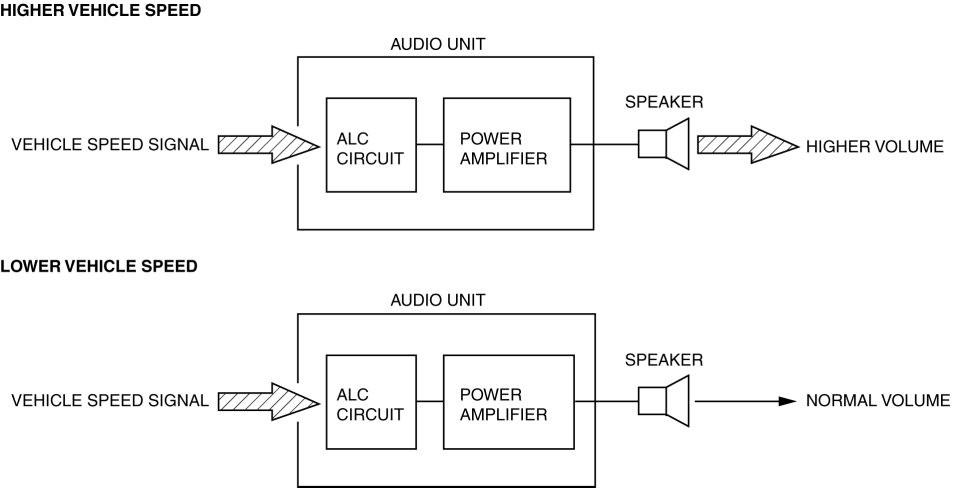 HIGHER VEHICLE SPEED
AUDIO UNIT
SPEAKER
VEHICLE SPEED SIGNAL
ALC
CIRCUIT
POWER
AMPLIFIER
HIGHER VOLUME
LOWER VEHICLE SPEED
AUDIO UNIT
SPEAKER
VEHICLE SPEED SIGNAL
ALC
CIRCUIT
POWER
AMPLIFIER
NORMAL VOLUME